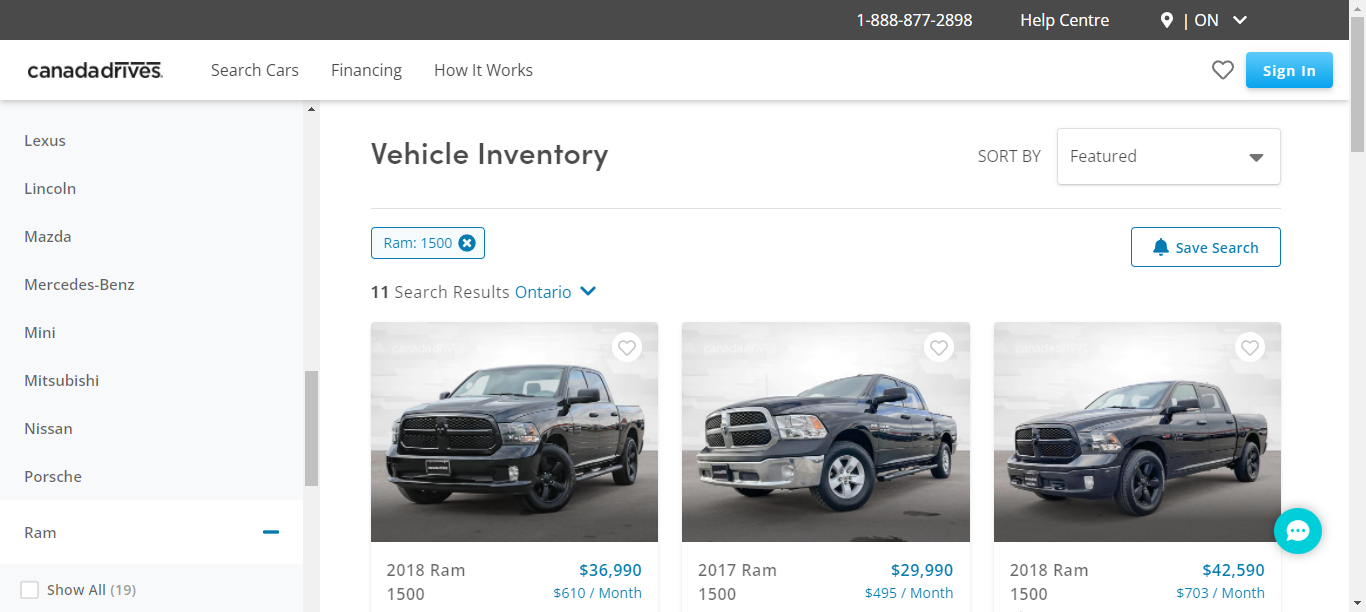 1-888-877-2898
Help Centre
| ON
canadadrives.
Search Cars
Financing
How It Works
Sign In
Lexus
Lincoln
Mazda
Mercedes-Benz
Mini
Mitsubishi
Nissan
Porsche
Ram
Show All (19)
Vehicle Inventory
SORT BY
Featured
Ram: 1500
Save Search
11 Search Results Ontario
canadadrives
canadadrives
canadadrives
2018 Ram
1500
$36,990
$610 / Month
2017 Ram
1500
$29,990
$495 / Month
2018 Ram
1500
$42,590
$703 / Month